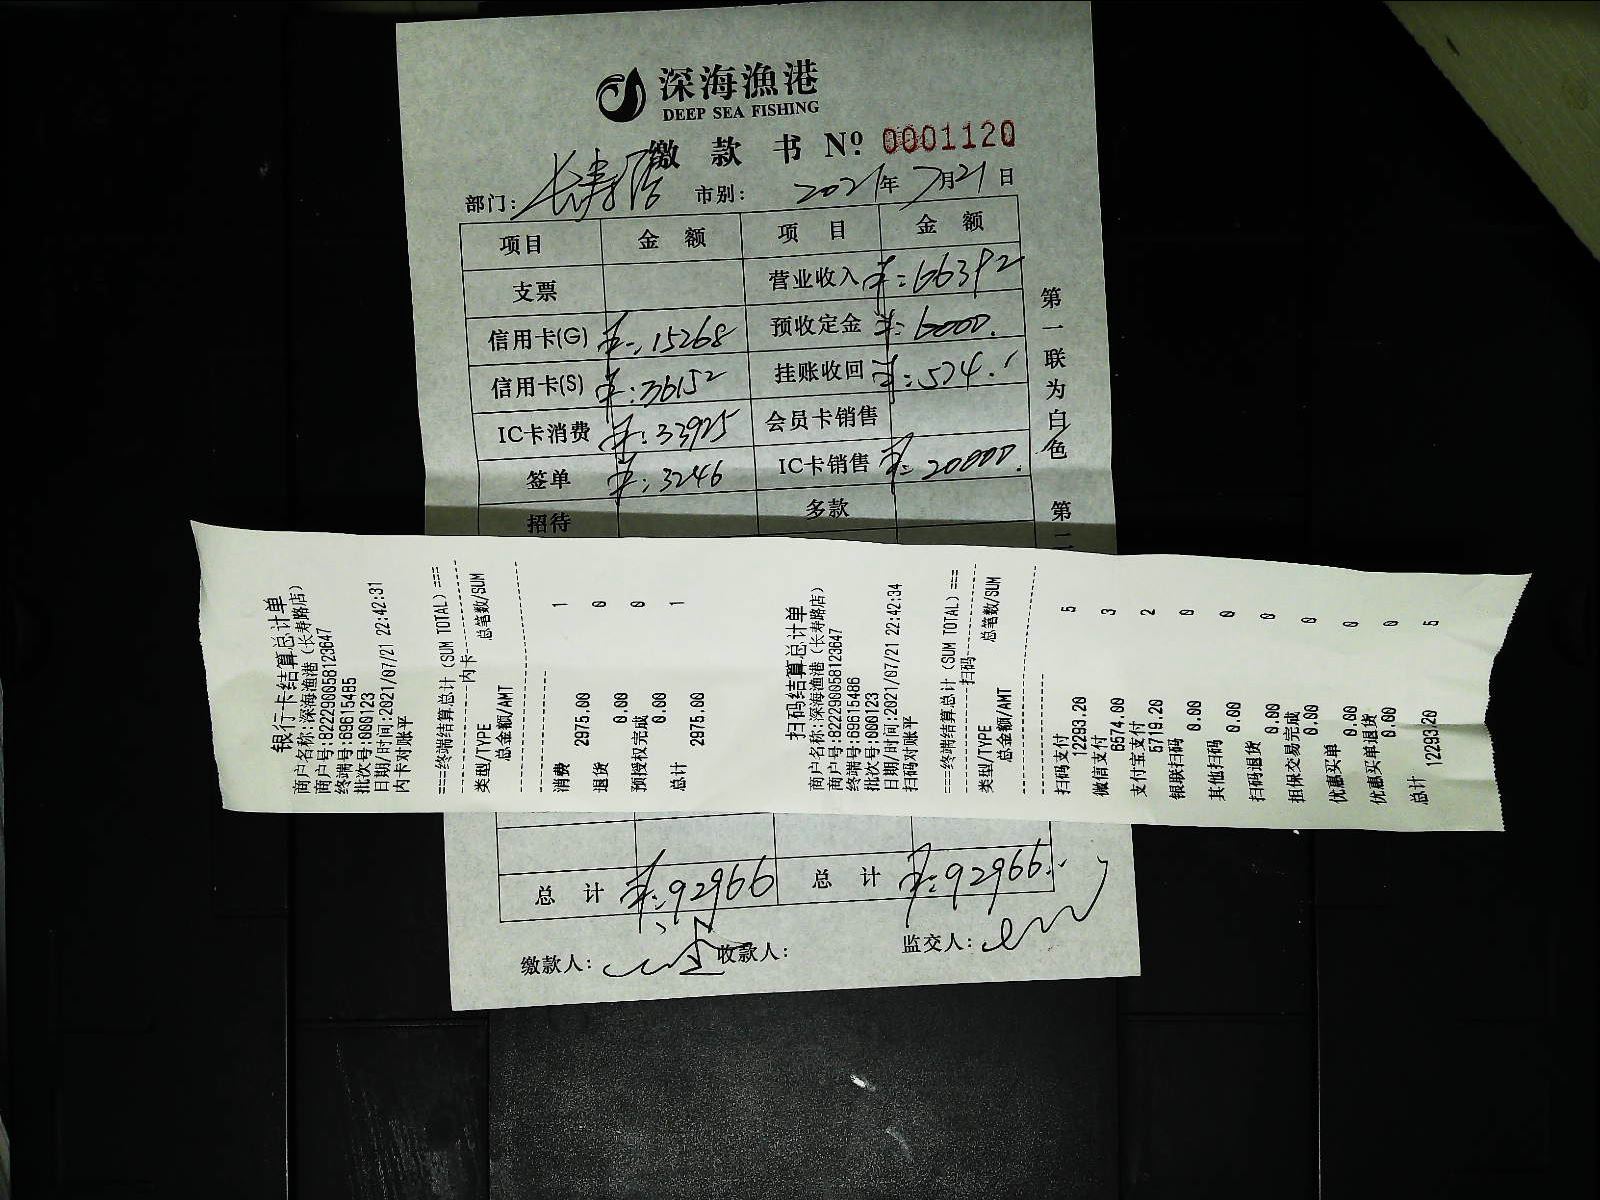 深海渔港
DEEP SEA FISHING
缴款书 Nº 0001120
部门: 长寿店 市别: 2021年7月21日
项目 金额 项目 金额
支票 营业收入 ¥:66392
信用卡(G) ¥:15268 预收定金 ¥:6000.
信用卡(S) ¥:36152 挂账收回 ¥:574.
IC卡消费 ¥:33925 会员卡销售
签单 ¥:3246 IC卡销售 ¥:20000.
招待 多款
总计 ¥:92966 总计 ¥:92966.
缴款人: 收款人: 监交人:
第一联为白色
第二
银行卡结算总计单
商户名称:深海渔港(长寿路店)
商户号:822290058123647
终端号:69615485
批次号:000123
日期/时间:2021/07/21 22:42:31
内卡对账平
===终端结算总计(SUM TOTAL)===
内卡
类型/TYPE 总笔数/SUM
总金额/AMT
消费 1
2975.00
退货 0
0.00
预授权完成 0
0.00
总计 1
2975.00
扫码结算总计单
商户名称:深海渔港(长寿路店)
商户号:822290058123647
终端号:69615486
批次号:000123
日期/时间:2021/07/21 22:42:34
扫码对账平
===终端结算总计(SUM TOTAL)===
扫码
类型/TYPE 总笔数/SUM
总金额/AMT
扫码支付 5
12293.20
微信支付 3
6574.00
支付宝支付 2
5719.20
银联扫码 0
0.00
其他扫码 0
0.00
扫码退货 0
0.00
担保交易完成 0
0.00
优惠买单 0
0.00
优惠买单退货 0
0.00
总计 5
12293.20